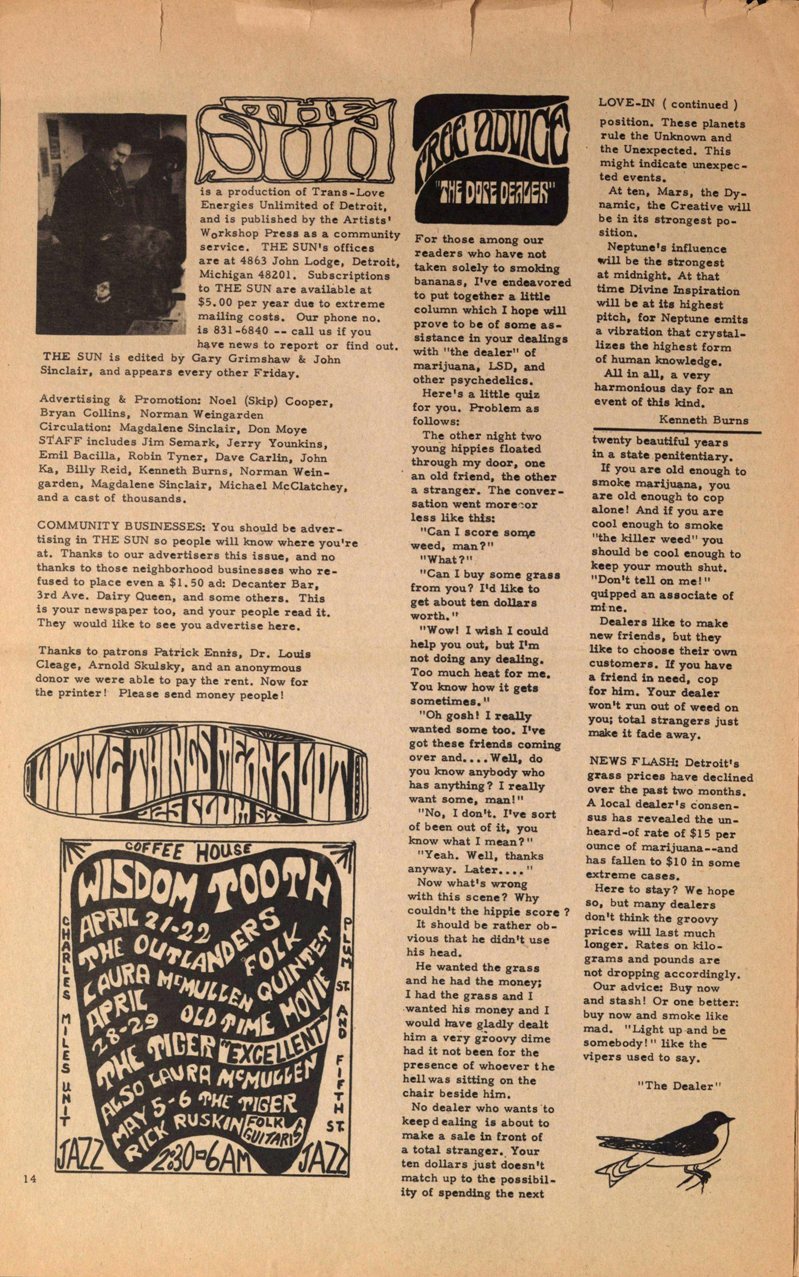 THE
SUN
is a production of Trans-Love
Energies Unlimited of Detroit,
and is published by the Artists'
Workshop Press as a community
service. THE SUN's offices
are at 4863 John Lodge, Detroit,
Michigan 48201. Subscriptions
to THE SUN are available at
$5.00 per year due to extreme
mailing costs. Our phone no.
is 831-6840 -- call us if you
have news to report or find out.
THE SUN is edited by Gary Grimshaw & John
Sinclair, and appears every other Friday.
Advertising & Promotion: Noel (Skip) Cooper,
Bryan Collins, Norman Weingarden
Circulation: Magdalene Sinclair, Don Moye
STAFF includes Jim Semark, Jerry Younkins,
Emil Bacilla, Robin Tyner, Dave Carlin, John
Ka, Billy Reid, Kenneth Burns, Norman Wein-
garden, Magdalene Sinclair, Michael McClatchey,
and a cast of thousands.
COMMUNITY BUSINESSES: You should be adver-
tising in THE SUN so people will know where you're
at. Thanks to our advertisers this issue, and no
thanks to those neighborhood businesses who re-
fused to place even a $1.50 ad: Decanter Bar,
3rd Ave. Dairy Queen, and some others. This
is your newspaper too, and your people read it.
They would like to see you advertise here.
Thanks to patrons Patrick Ennis, Dr. Louis
Cleage, Arnold Skulsky, and an anonymous
donor we were able to pay the rent. Now for
the printer! Please send money people!
COFFEE HOUSE
WISDOM TOOTH
APRIL 21-22
THE OUTLANDERS
FOLK
LAURA McMULLEN QUINTET
APRIL
28-29
OLD TIME MOVIE
THE TIGER "EXCELLENT"
ALSO LAURA McMULLEN
MAY 5-6 THE TIGER
RICK RUSKIN FOLK
GUITARIST
JAZZ 2:30-6AM JAZZ
CHARLES MILES UNIT
PLUM ST. AND FIFTH ST.
14
FREE ADVICE
"THE DOPE DEALER"
For those among our
readers who have not
taken solely to smoking
bananas, I've endeavored
to put together a little
column which I hope will
prove to be of some as-
sistance in your dealings
with "the dealer" of
marijuana, LSD, and
other psychedelics.
Here's a little quiz
for you. Problem as
follows:
The other night two
young hippies floated
through my door, one
an old friend, the other
a stranger. The conver-
sation went more or
less like this:
"Can I score some
weed, man?"
"What?"
"Can I buy some grass
from you? I'd like to
get about ten dollars
worth."
"Wow! I wish I could
help you out, but I'm
not doing any dealing.
Too much heat for me.
You know how it gets
sometimes."
"Oh gosh! I really
wanted some too. I've
got these friends coming
over and....Well, do
you know anybody who
has anything? I really
want some, man!"
"No, I don't. I've sort
of been out of it, you
know what I mean?"
"Yeah. Well, thanks
anyway. Later...."
Now what's wrong
with this scene? Why
couldn't the hippie score ?
It should be rather ob-
vious that he didn't use
his head.
He wanted the grass
and he had the money;
I had the grass and I
wanted his money and I
would have gladly dealt
him a very groovy dime
had it not been for the
presence of whoever the
hell was sitting on the
chair beside him.
No dealer who wants to
keep dealing is about to
make a sale in front of
a total stranger. Your
ten dollars just doesn't
match up to the possibil-
ity of spending the next
LOVE-IN ( continued )
position. These planets
rule the Unknown and
the Unexpected. This
might indicate unexpec-
ted events.
At ten, Mars, the Dy-
namic, the Creative will
be in its strongest po-
sition.
Neptune's influence
will be the strongest
at midnight. At that
time Divine Inspiration
will be at its highest
pitch, for Neptune emits
a vibration that crystal-
lizes the highest form
of human knowledge.
All in all, a very
harmonious day for an
event of this kind.
Kenneth Burns
twenty beautiful years
in a state penitentiary.
If you are old enough to
smoke marijuana, you
are old enough to cop
alone! And if you are
cool enough to smoke
"the killer weed" you
should be cool enough to
keep your mouth shut.
"Don't tell on me!"
quipped an associate of
mine.
Dealers like to make
new friends, but they
like to choose their own
customers. If you have
a friend in need, cop
for him. Your dealer
won't run out of weed on
you; total strangers just
make it fade away.
NEWS FLASH: Detroit's
grass prices have declined
over the past two months.
A local dealer's consen-
sus has revealed the un-
heard-of rate of $15 per
ounce of marijuana--and
has fallen to $10 in some
extreme cases.
Here to stay? We hope
so, but many dealers
don't think the groovy
prices will last much
longer. Rates on kilo-
grams and pounds are
not dropping accordingly.
Our advice: Buy now
and stash! Or one better:
buy now and smoke like
mad. "Light up and be
somebody!" like the
vipers used to say.
"The Dealer"